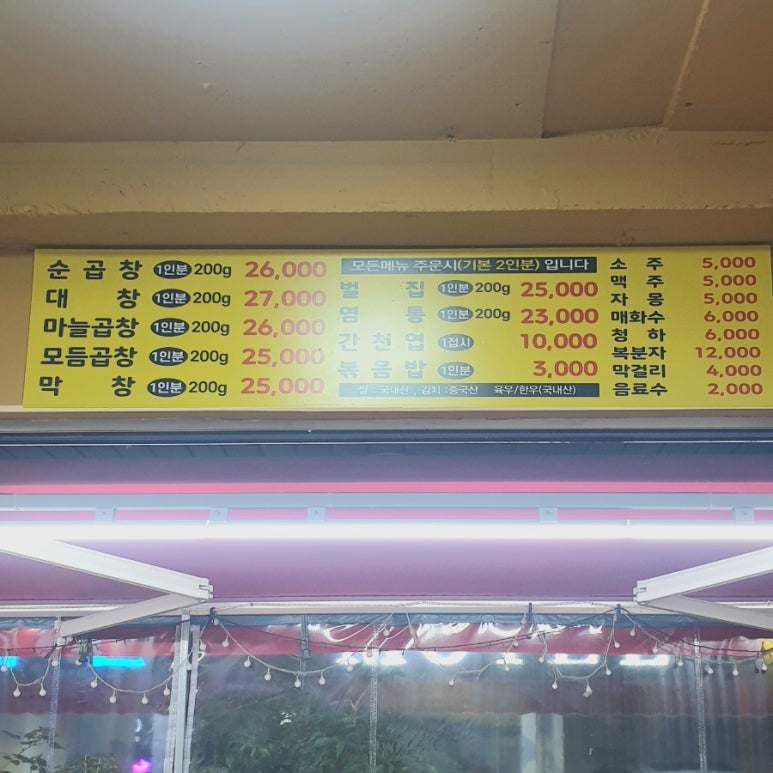 순곱창 1인분 200g 26,000
대창 1인분 200g 27,000
마늘곱창 1인분 200g 26,000
모듬곱창 1인분 200g 25,000
막창 1인분 200g 25,000
모든메뉴 주문시(기본 2인분) 입니다
벌집 1인분 200g 25,000
염통 1인분 200g 23,000
간천엽 1접시 10,000
볶음밥 1인분 3,000
쌀 : 국내산 , 김치 : 중국산 육우/한우(국내산)
소주 5,000
맥주 5,000
자몽 5,000
매화수 6,000
청하 6,000
복분자 12,000
막걸리 4,000
음료수 2,000